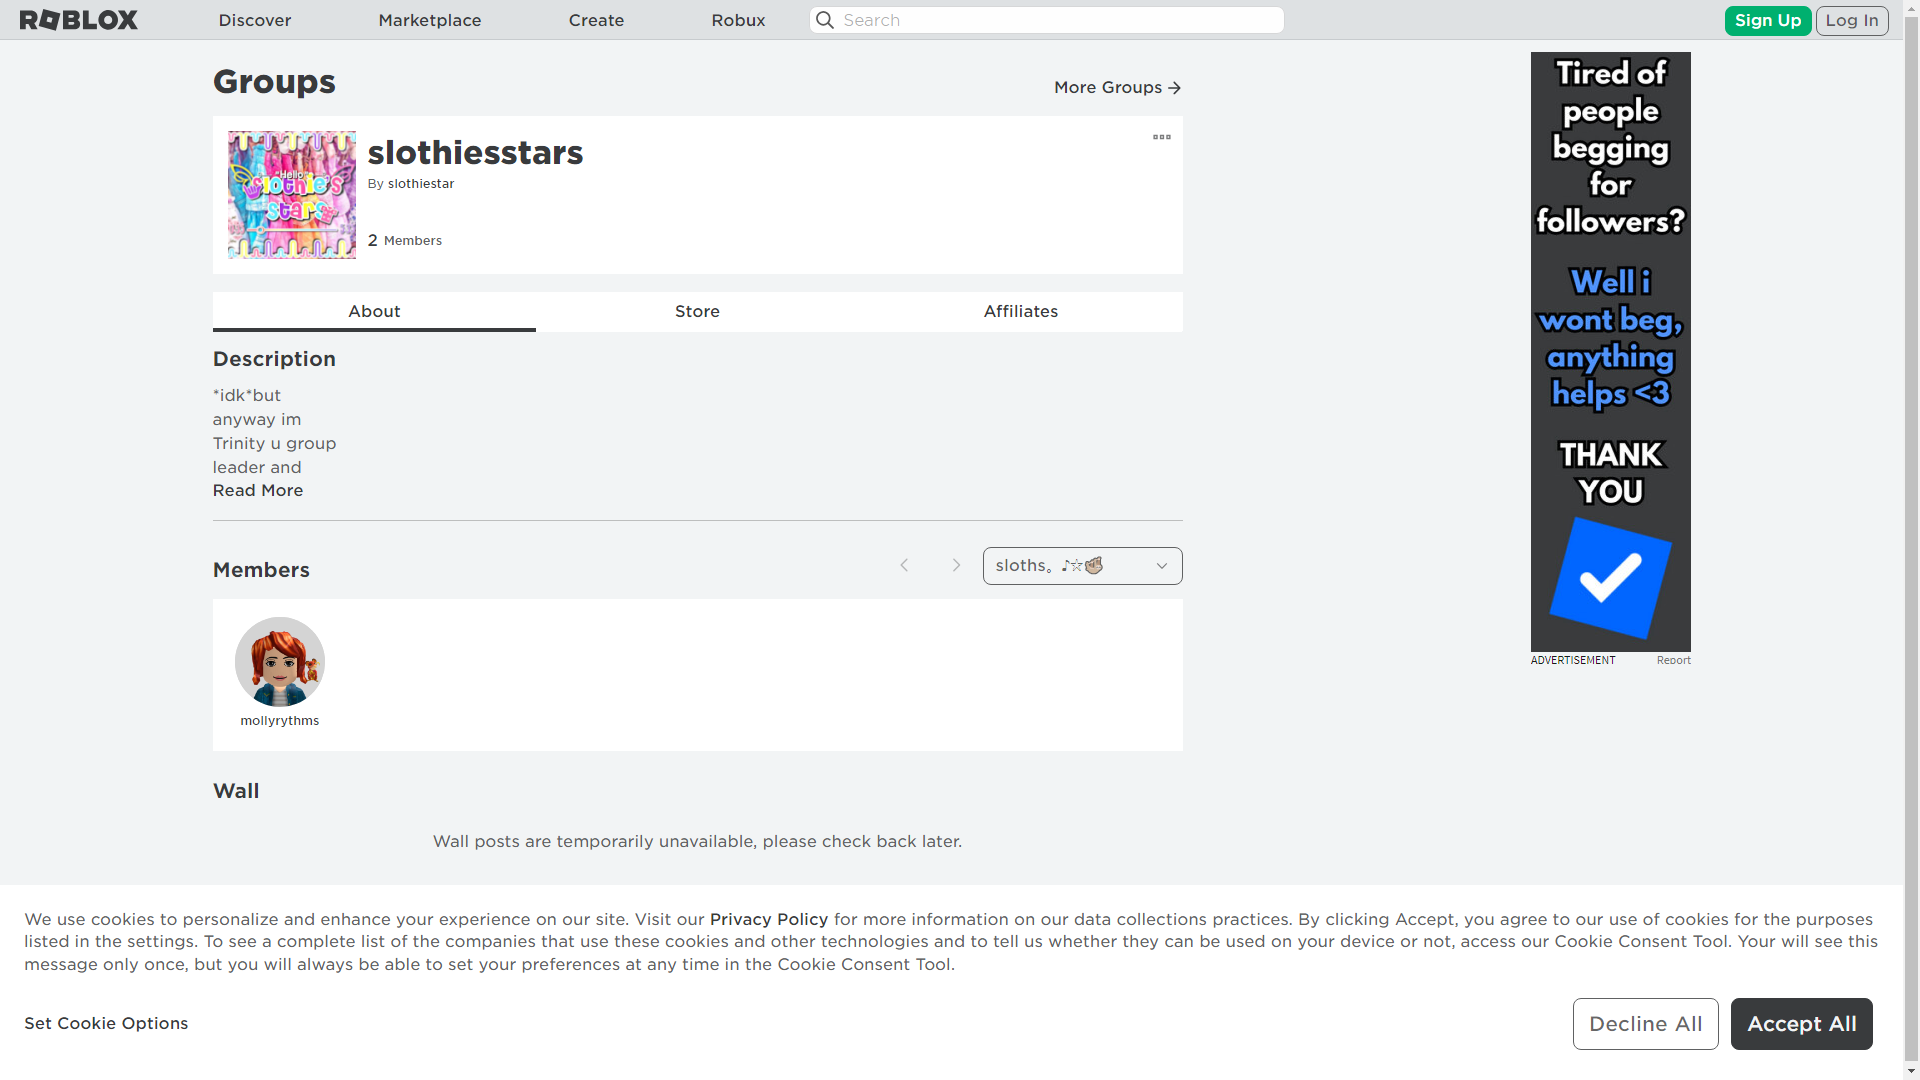 ROBLOX
Discover
Marketplace
Create
Robux
Search
Sign Up
Log In
Groups
More Groups →
Hello
slothie's
stars
slothiesstars
By slothiestar
2 Members
About
Store
Affiliates
Description
*idk*but
anyway im
Trinity u group
leader and
Read More
Members
sloths。♪☆🦥
mollyrythms
Wall
Wall posts are temporarily unavailable, please check back later.
Tired of
people
begging
for
followers?
Well i
wont beg,
anything
helps <3
THANK
YOU
ADVERTISEMENT
Report
We use cookies to personalize and enhance your experience on our site. Visit our Privacy Policy for more information on our data collections practices. By clicking Accept, you agree to our use of cookies for the purposes
listed in the settings. To see a complete list of the companies that use these cookies and other technologies and to tell us whether they can be used on your device or not, access our Cookie Consent Tool. Your will see this
message only once, but you will always be able to set your preferences at any time in the Cookie Consent Tool.
Set Cookie Options
Decline All
Accept All